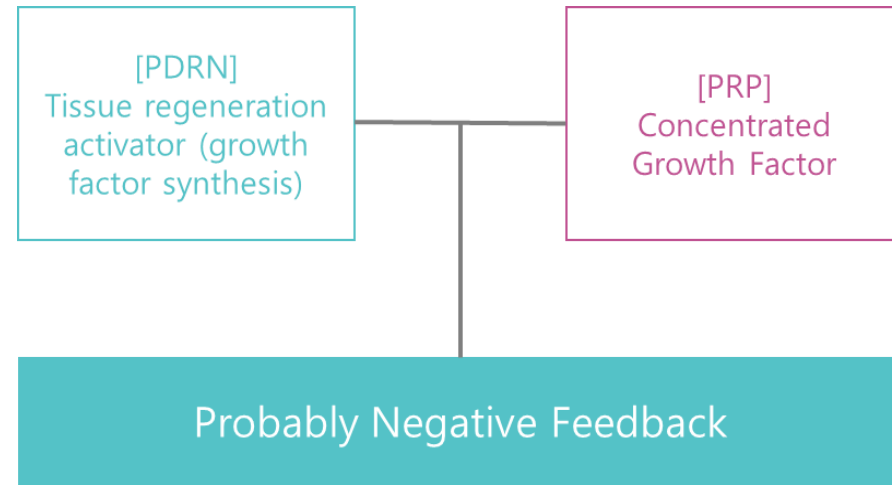 [PDRN]
Tissue regeneration
activator (growth
factor synthesis)
[PRP]
Concentrated
Growth Factor
Probably Negative Feedback